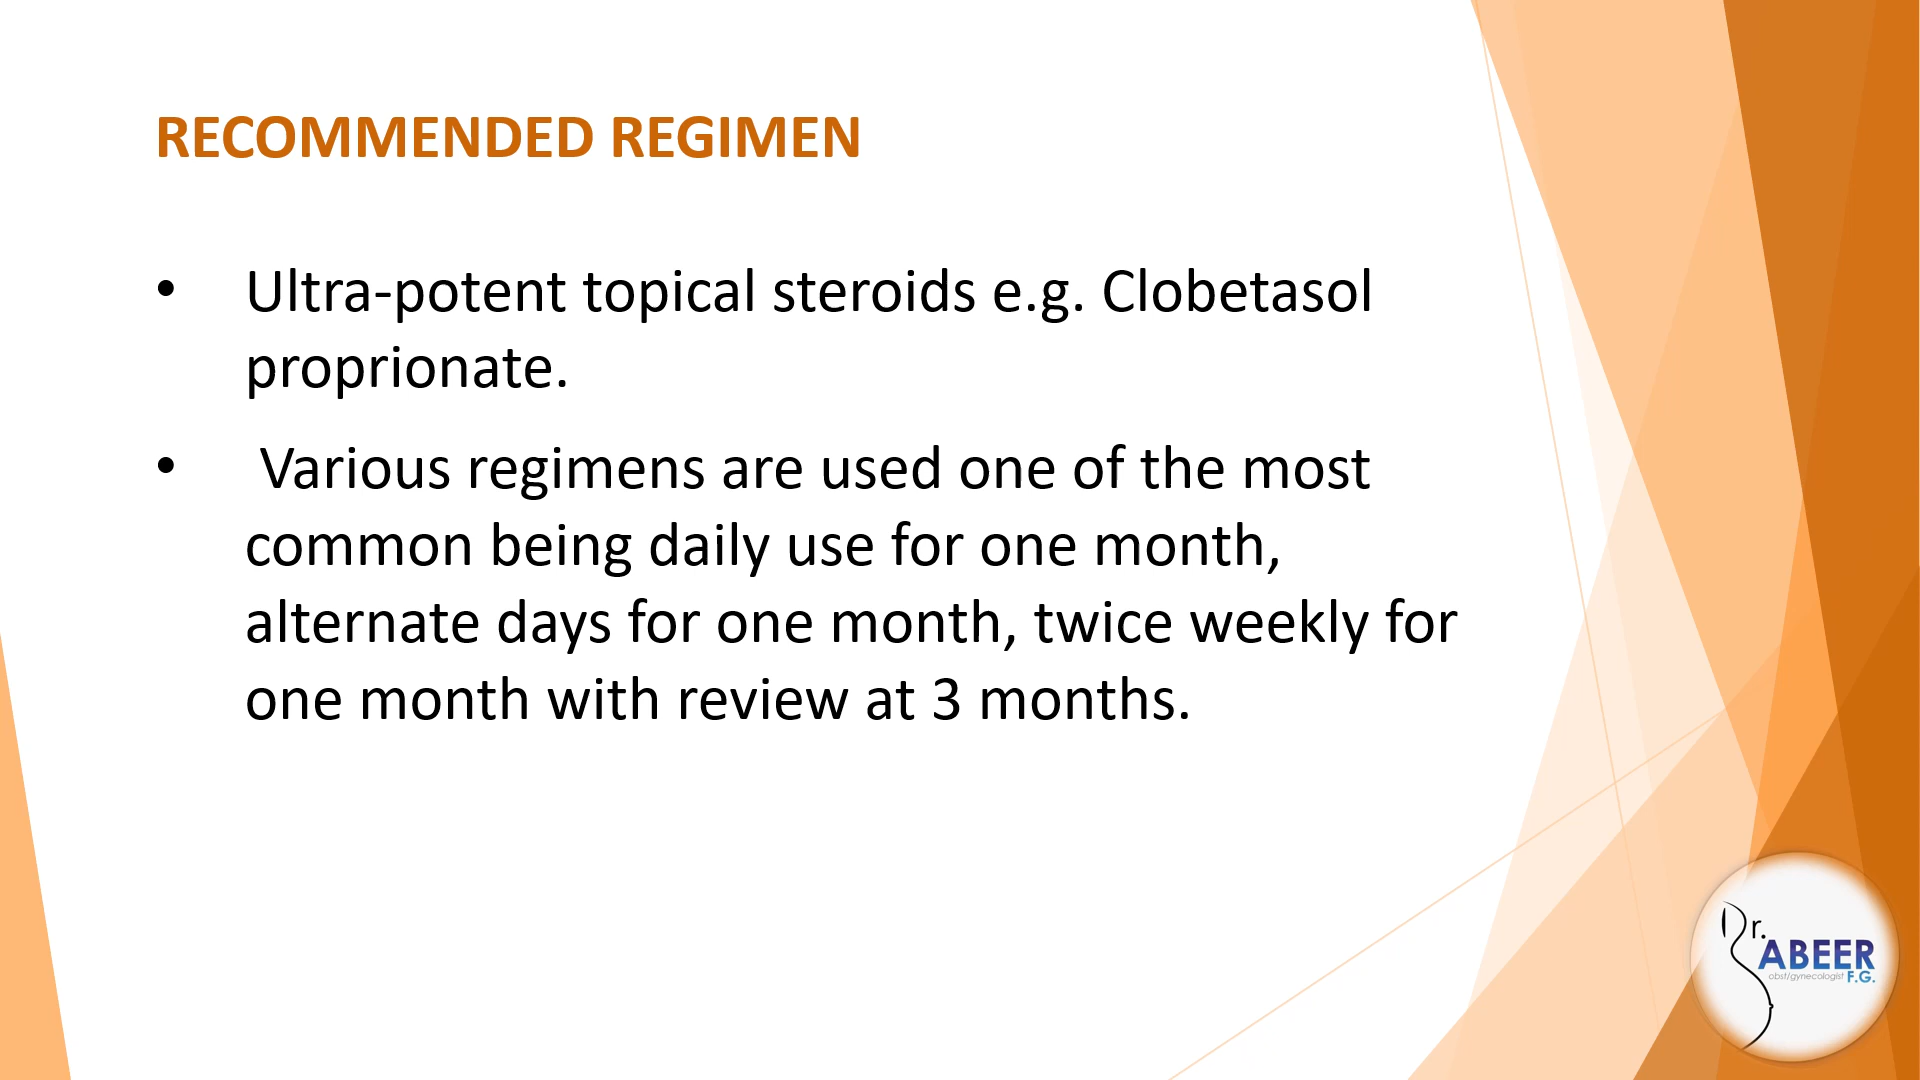 RECOMMENDED REGIMEN
• Ultra-potent topical steroids e.g. Clobetasol
proprionate.
• Various regimens are used one of the most
common being daily use for one month,
alternate days for one month, twice weekly for
one month with review at 3 months.
Dr.
ABEER
obst/gynecologist F.G.